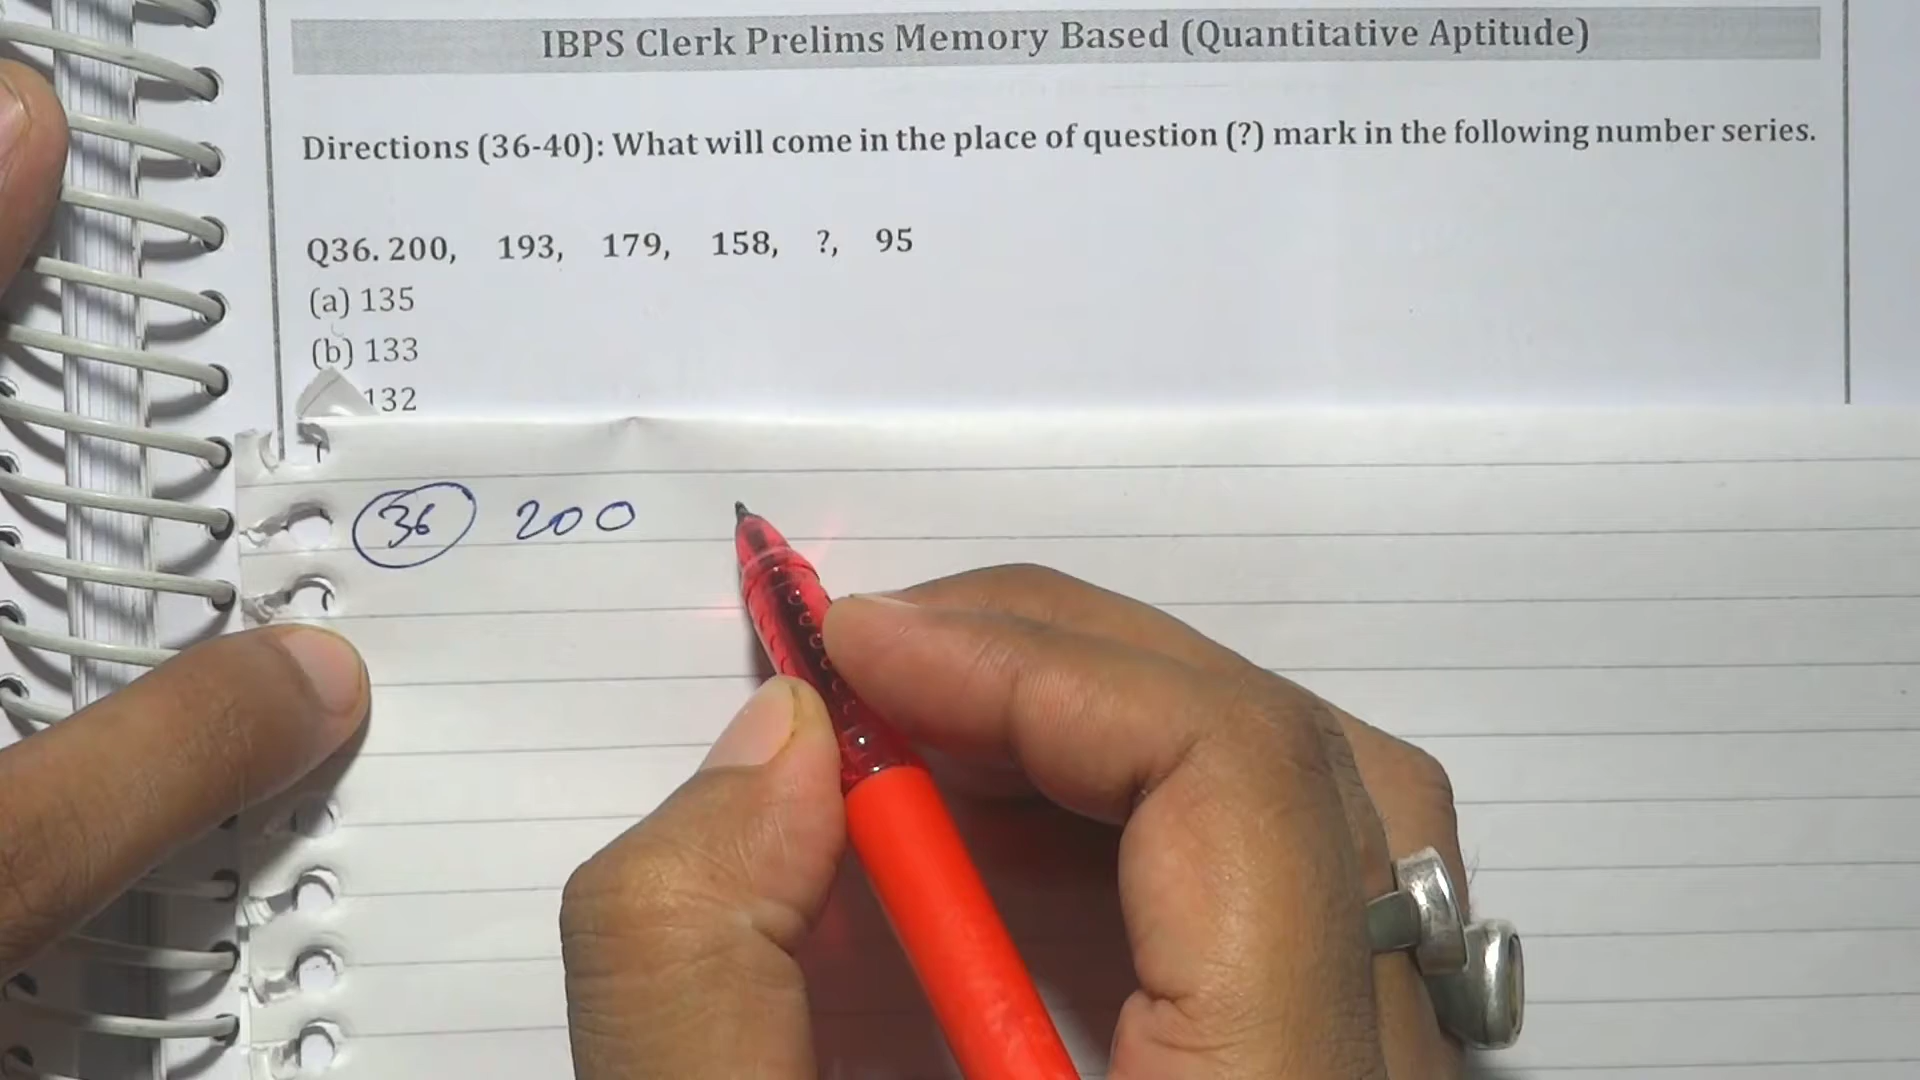 IBPS Clerk Prelims Memory Based (Quantitative Aptitude)
Directions (36-40): What will come in the place of question (?) mark in the following number series.
Q36. 200, 193, 179, 158, ?, 95
(a) 135
(b) 133
132
36 200